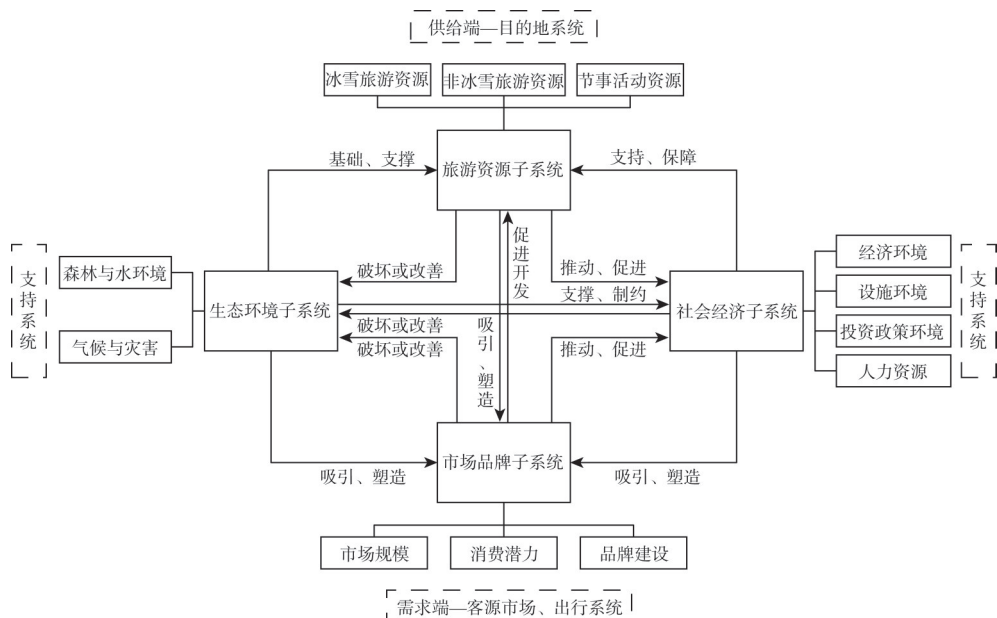 供给端—目的地系统
冰雪旅游资源
非冰雪旅游资源
节事活动资源
基础、支撑
旅游资源子系统
支持、保障
促进开发
破坏或改善
推动、促进
支持系统
森林与水环境
气候与灾害
生态环境子系统
支撑、制约
破坏或改善
破坏或改善
吸引、塑造
推动、促进
社会经济子系统
经济环境
设施环境
投资政策环境
人力资源
支持系统
吸引、塑造
市场品牌子系统
吸引、塑造
市场规模
消费潜力
品牌建设
需求端—客源市场、出行系统